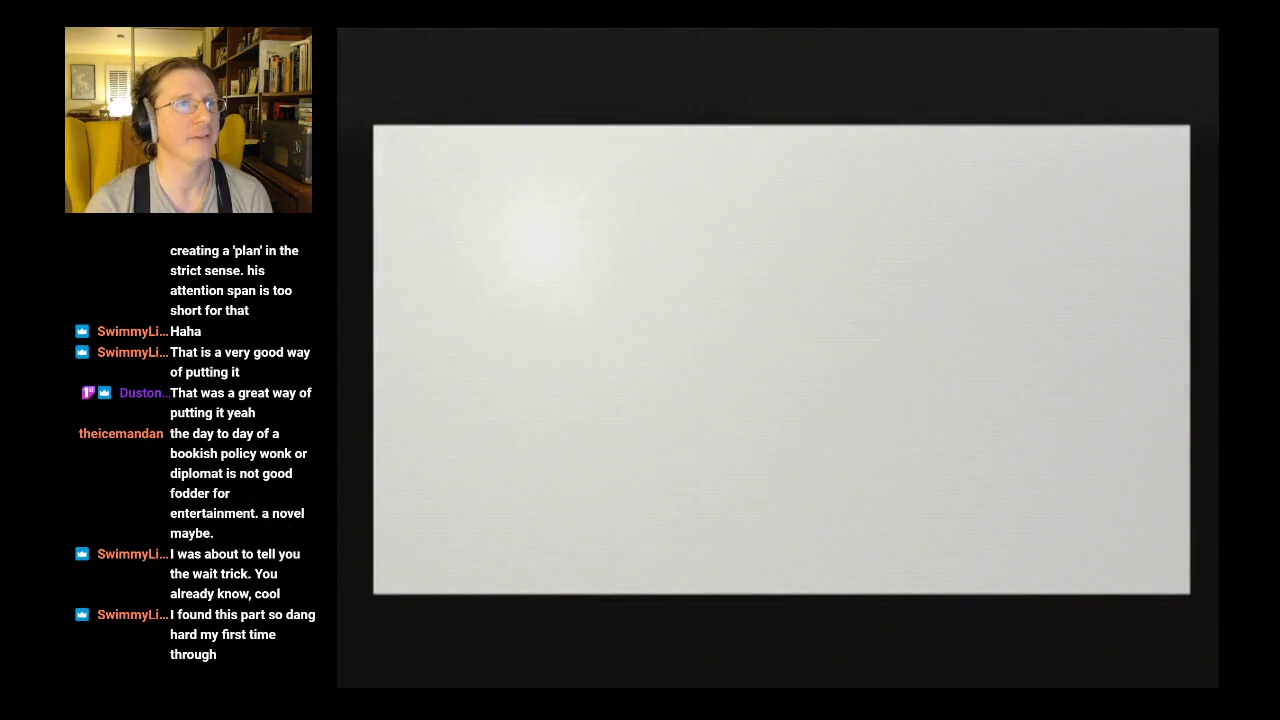 creating a 'plan' in the
strict sense. his
attention span is too
short for that
SwimmyLi... Haha
SwimmyLi... That is a very good way
of putting it
Duston... That was a great way of
putting it yeah
theicemandan the day to day of a
bookish policy wonk or
diplomat is not good
fodder for
entertainment. a novel
maybe.
SwimmyLi... I was about to tell you
the wait trick. You
already know, cool
SwimmyLi... I found this part so dang
hard my first time
through